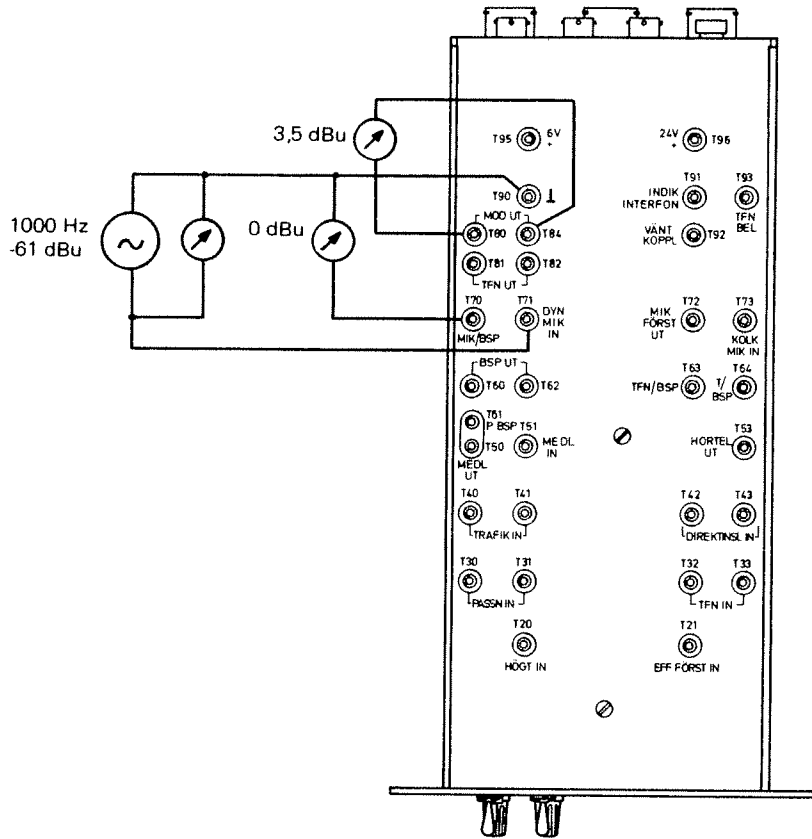 3,5 dBu
1000 Hz
-61 dBu
0 dBu
T95 6V
+
24V T96
+
T90 ⊥
T91 T93
INDIK
INTERFON
TFN
BEL
MOD UT
T80 T84
VÄNT
KOPPL T92
T81 T82
TFN UT
T70 T71
MIK/BSP
DYN
MIK
IN
T72 T73
MIK
FÖRST
UT
KOLK
MIK IN
BSP UT
T60 T62
T63 T64
TFN/BSP T/
BSP
T61
P BSP T51
T50 MEDL
IN
MEDL
UT
T53
HÖRTEL
UT
T40 T41
TRAFIK IN
T42 T43
DIREKTINSL IN
T30 T31
PASSN IN
T32 T33
TFN IN
T20
HÖGT IN
T21
EFF FÖRST IN